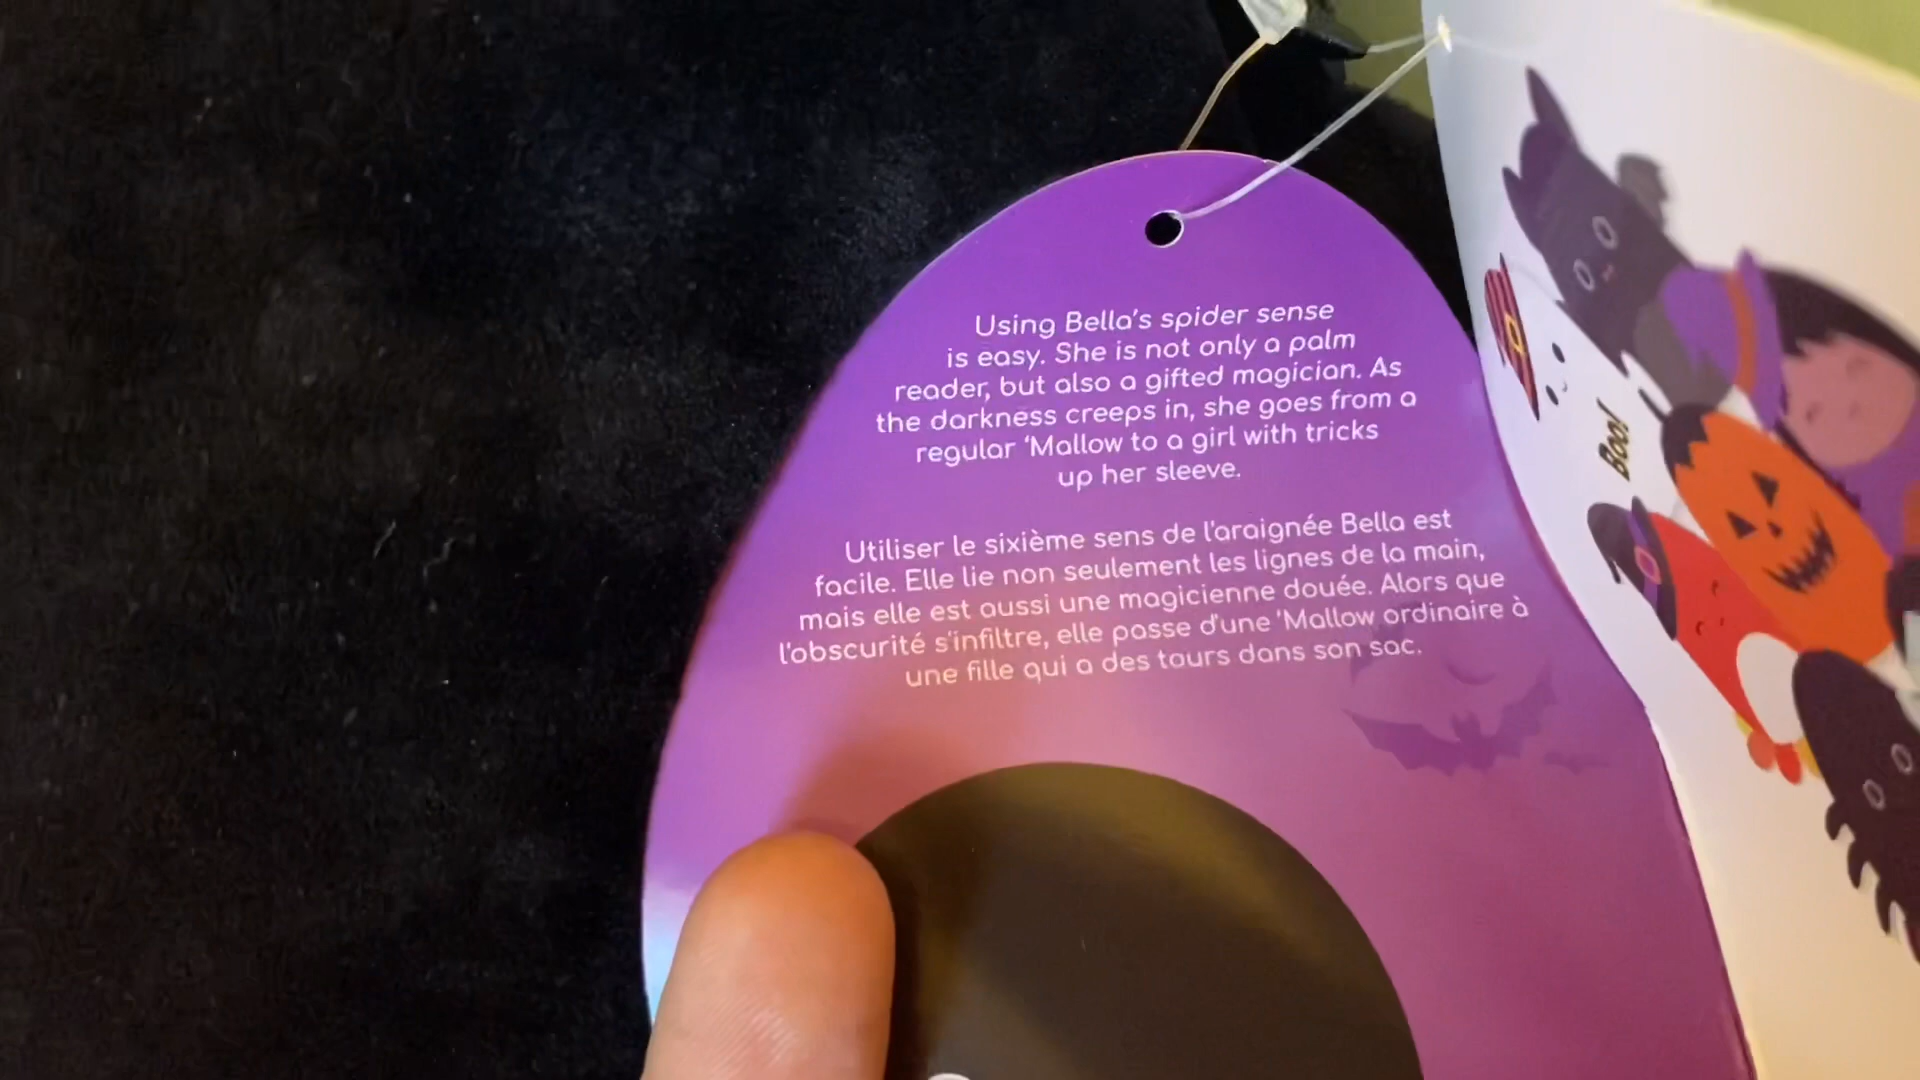 Using Bella's spider sense
is easy. She is not only a palm
reader, but also a gifted magician. As
the darkness creeps in, she goes from a
regular 'Mallow to a girl with tricks
up her sleeve.
Utiliser le sixième sens de l'araignée Bella est
facile. Elle lie non seulement les lignes de la main,
mais elle est aussi une magicienne douée. Alors que
l'obscurité s'infiltre, elle passe d'une 'Mallow ordinaire à
une fille qui a des tours dans son sac.
Boo!